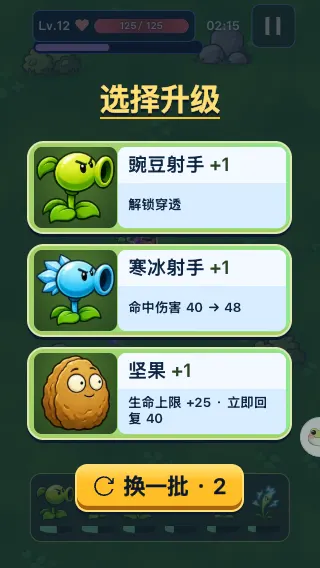 Lv.12 125/125 02:15
选择升级
豌豆射手 +1
解锁穿透
寒冰射手 +1
命中伤害 40 → 48
坚果 +1
生命上限 +25 · 立即回
复 40
换一批 · 2